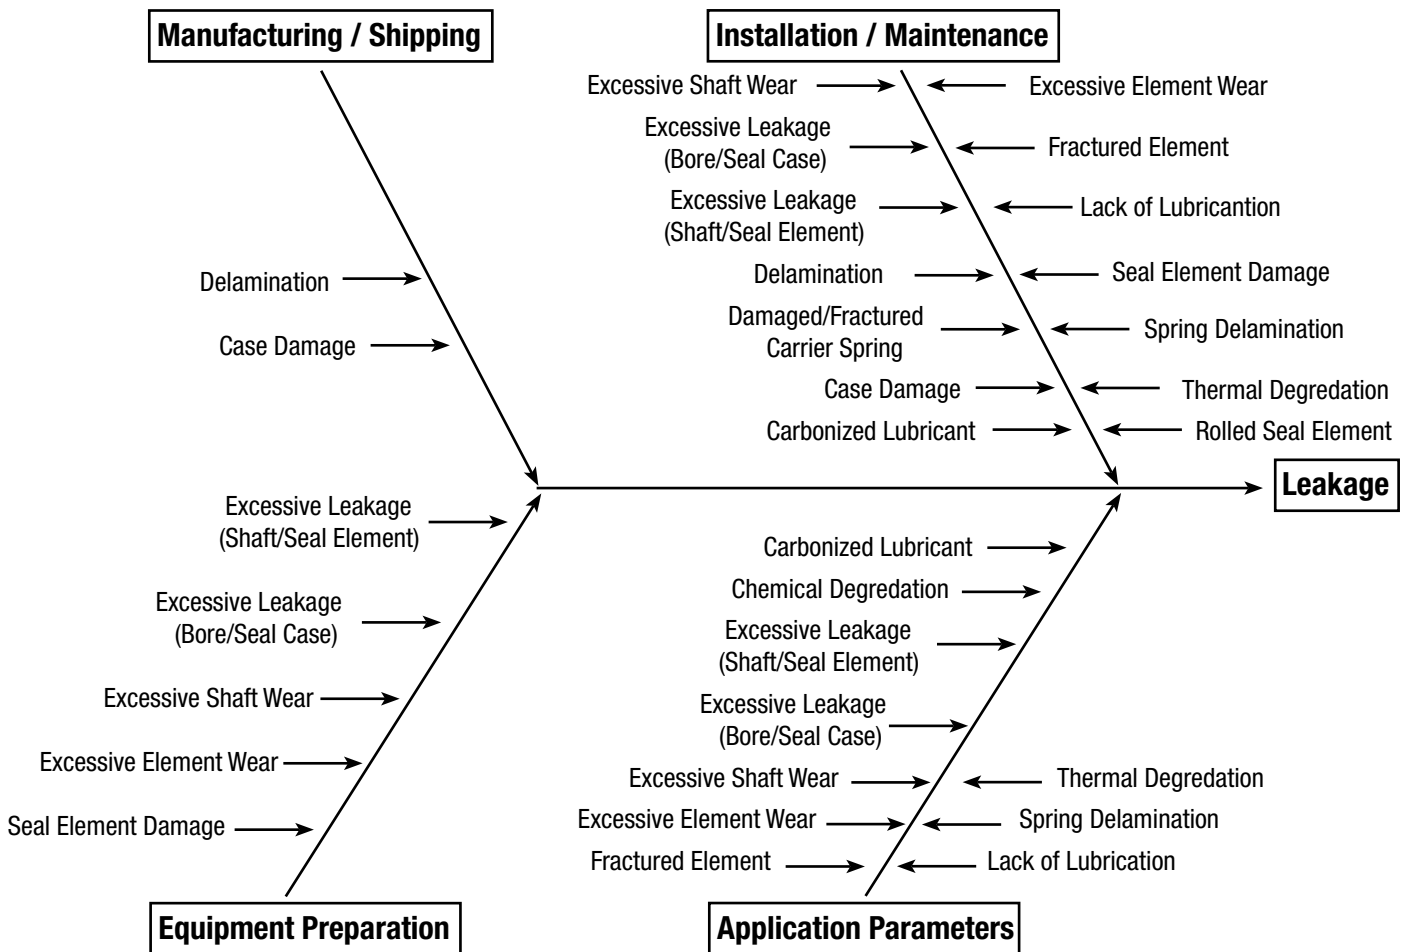 Manufacturing / Shipping
Delamination
Case Damage
Installation / Maintenance
Excessive Shaft Wear
Excessive Leakage
(Bore/Seal Case)
Excessive Leakage
(Shaft/Seal Element)
Delamination
Damaged/Fractured
Carrier Spring
Case Damage
Carbonized Lubricant
Excessive Element Wear
Fractured Element
Lack of Lubricantion
Seal Element Damage
Spring Delamination
Thermal Degredation
Rolled Seal Element
Leakage
Excessive Leakage
(Shaft/Seal Element)
Excessive Leakage
(Bore/Seal Case)
Excessive Shaft Wear
Excessive Element Wear
Seal Element Damage
Equipment Preparation
Carbonized Lubricant
Chemical Degredation
Excessive Leakage
(Shaft/Seal Element)
Excessive Leakage
(Bore/Seal Case)
Excessive Shaft Wear
Excessive Element Wear
Fractured Element
Thermal Degredation
Spring Delamination
Lack of Lubrication
Application Parameters